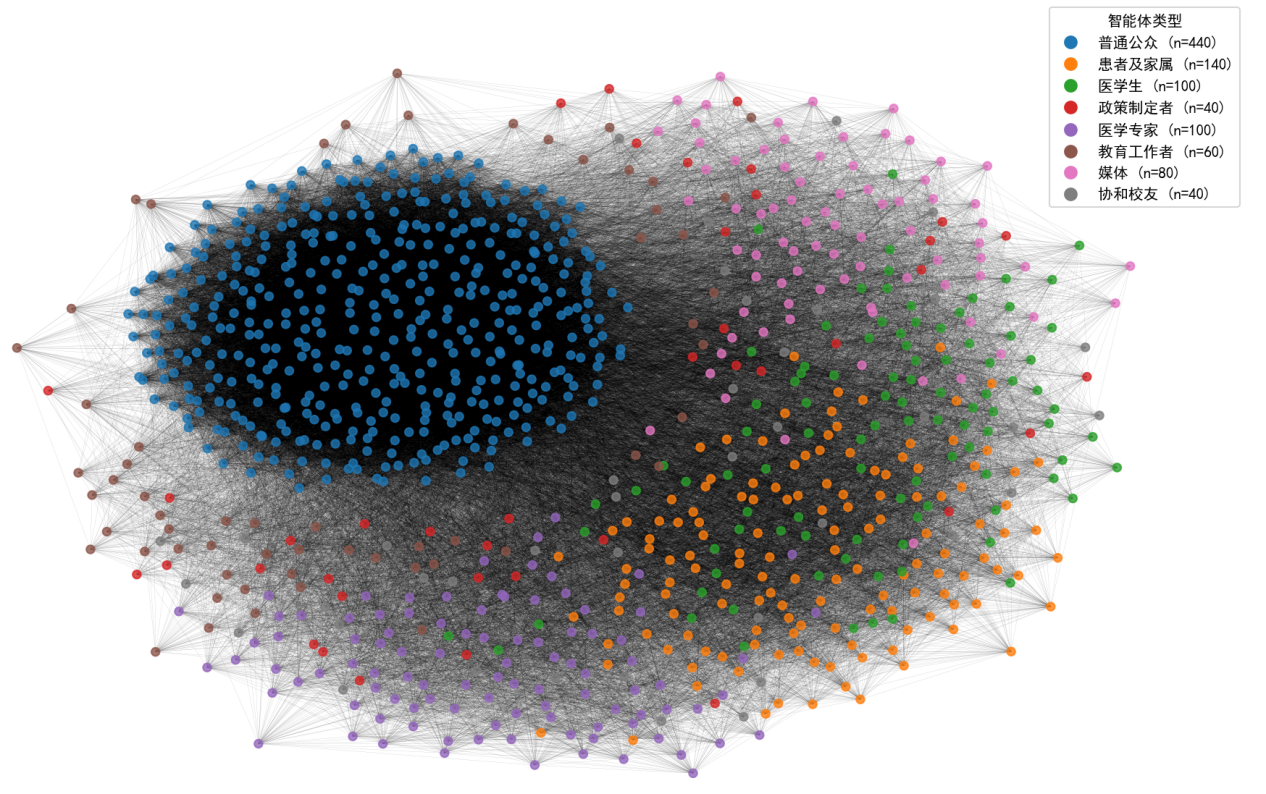 智能体类型
普通公众 (n=440)
患者及家属 (n=140)
医学生 (n=100)
政策制定者 (n=40)
医学专家 (n=100)
教育工作者 (n=60)
媒体 (n=80)
协和校友 (n=40)